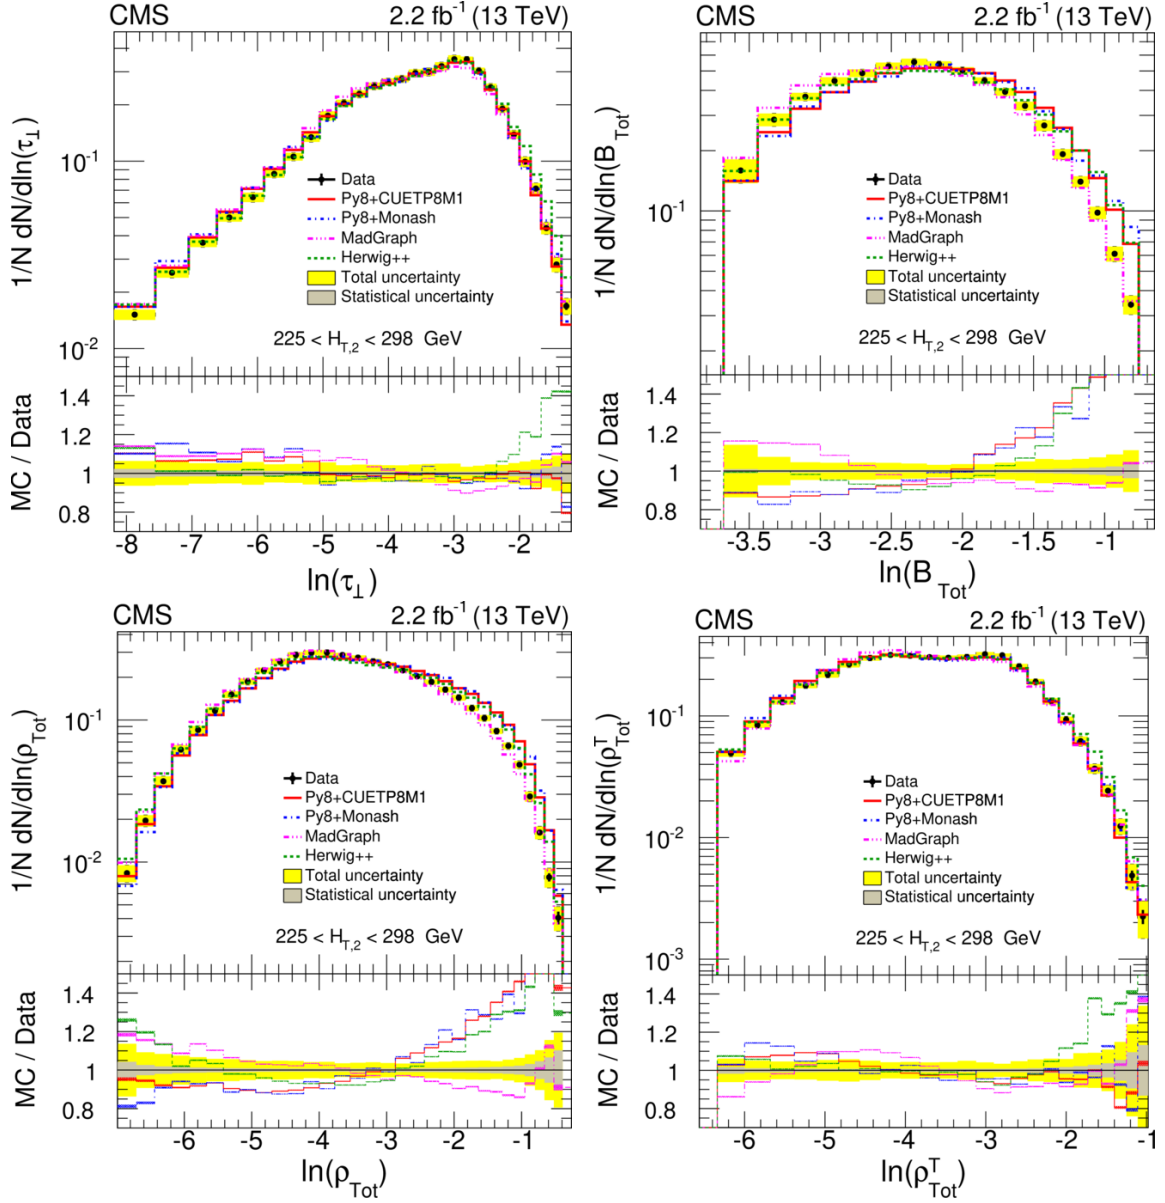 CMS 2.2 fb⁻¹ (13 TeV)
1/N dN/dln(τ⊥)
10⁻¹
10⁻²
Data
Py8+CUETP8M1
Py8+Monash
MadGraph
Herwig++
Total uncertainty
Statistical uncertainty
225 < H_T,2 < 298 GeV
MC / Data
1.4
1.2
1
0.8
-8 -7 -6 -5 -4 -3 -2
ln(τ⊥)
CMS 2.2 fb⁻¹ (13 TeV)
1/N dN/dln(B_Tot)
10⁻¹
Data
Py8+CUETP8M1
Py8+Monash
MadGraph
Herwig++
Total uncertainty
Statistical uncertainty
225 < H_T,2 < 298 GeV
MC / Data
1.4
1.2
1
0.8
-3.5 -3 -2.5 -2 -1.5 -1
ln(B_Tot)
CMS 2.2 fb⁻¹ (13 TeV)
1/N dN/dln(ρ_Tot)
10⁻¹
10⁻²
Data
Py8+CUETP8M1
Py8+Monash
MadGraph
Herwig++
Total uncertainty
Statistical uncertainty
225 < H_T,2 < 298 GeV
MC / Data
1.4
1.2
1
0.8
-6 -5 -4 -3 -2 -1
ln(ρ_Tot)
CMS 2.2 fb⁻¹ (13 TeV)
1/N dN/dln(ρ^T_Tot)
10⁻¹
10⁻²
10⁻³
Data
Py8+CUETP8M1
Py8+Monash
MadGraph
Herwig++
Total uncertainty
Statistical uncertainty
225 < H_T,2 < 298 GeV
MC / Data
1.4
1.2
1
0.8
-6 -5 -4 -3 -2 -1
ln(ρ^T_Tot)